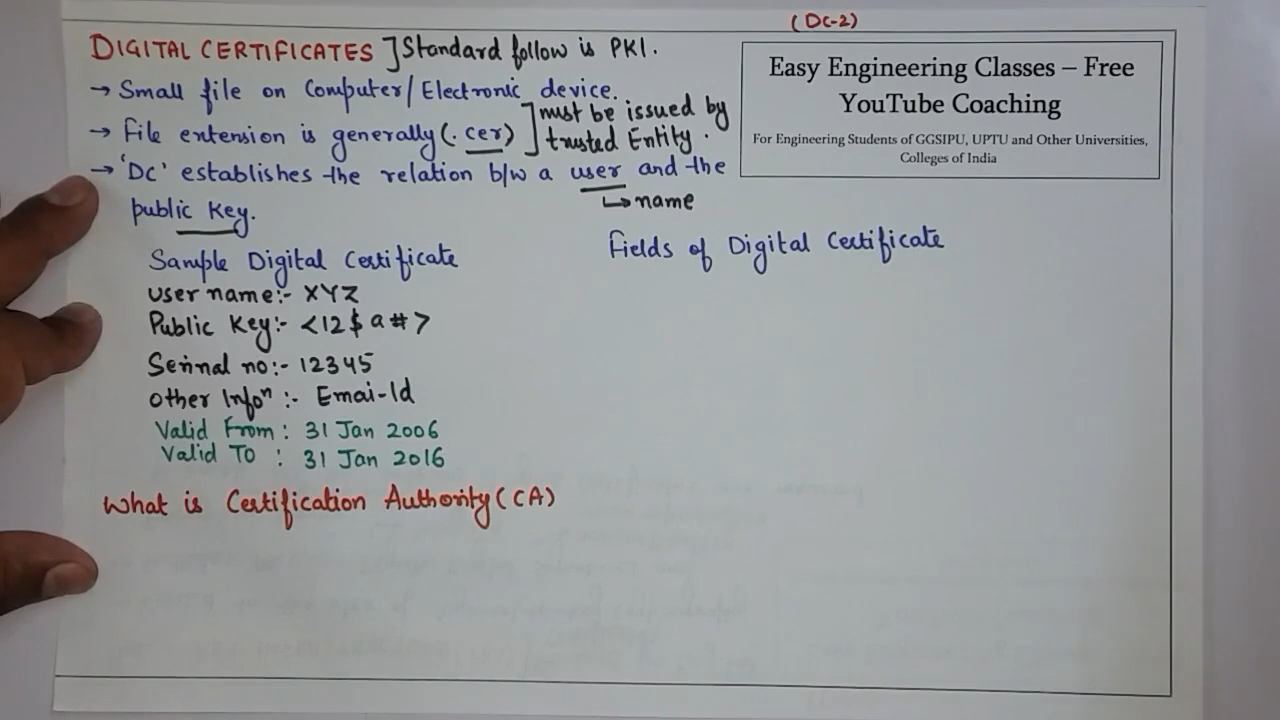 (DC-2)
DIGITAL CERTIFICATES ] Standard follow is PKI.
Easy Engineering Classes – Free
YouTube Coaching
For Engineering Students of GGSIPU, UPTU and Other Universities,
Colleges of India
→ Small file on Computer/Electronic device.
→ File extension is generally (.cer) ] must be issued by
trusted Entity.
→ 'DC' establishes the relation b/w a user and the
↳ name
public key.
Sample Digital Certificate
User name:- XYZ
Public Key:- <12$a#>
Serinal no:- 12345
Other Infoⁿ :- Emai-Id
Valid From : 31 Jan 2006
Valid To : 31 Jan 2016
Fields of Digital Certificate
What is Certification Authority (CA)